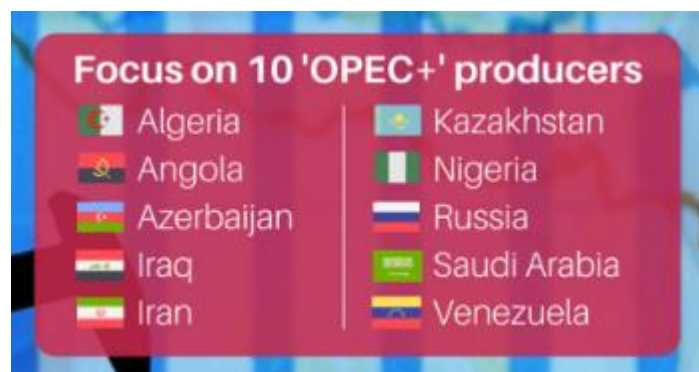 Focus on 10 'OPEC+' producers
Algeria
Angola
Azerbaijan
Iraq
Iran
Kazakhstan
Nigeria
Russia
Saudi Arabia
Venezuela